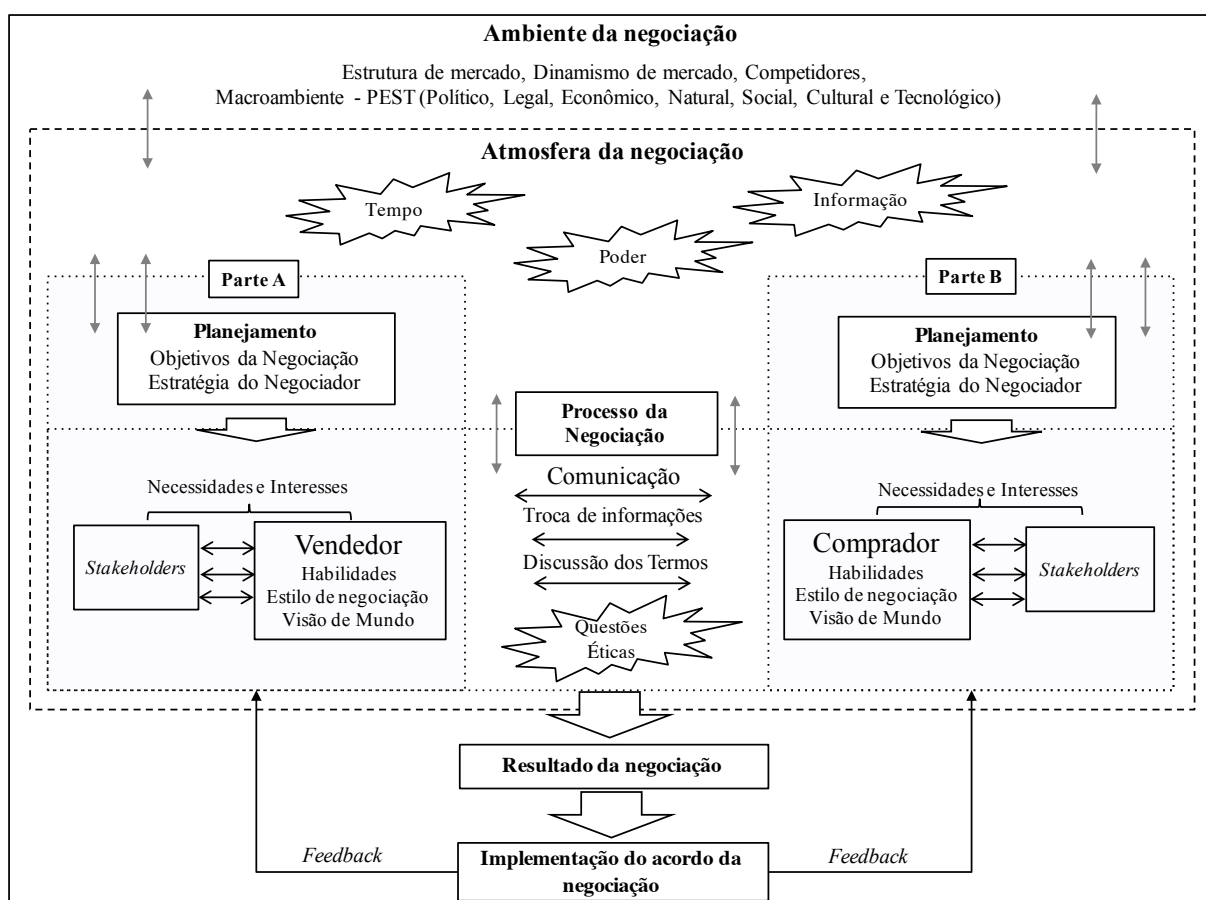 Ambiente da negociação
Estrutura de mercado, Dinamismo de mercado, Competidores,
Macroambiente - PEST (Político, Legal, Econômico, Natural, Social, Cultural e Tecnológico)
Atmosfera da negociação
Tempo
Informação
Poder
Parte A
Planejamento
Objetivos da Negociação
Estratégia do Negociador
Necessidades e Interesses
Stakeholders
Vendedor
Habilidades
Estilo de negociação
Visão de Mundo
Processo da
Negociação
Comunicação
Troca de informações
Discussão dos Termos
Questões
Éticas
Parte B
Planejamento
Objetivos da Negociação
Estratégia do Negociador
Necessidades e Interesses
Comprador
Habilidades
Estilo de negociação
Visão de Mundo
Stakeholders
Resultado da negociação
Feedback
Implementação do acordo da
negociação
Feedback